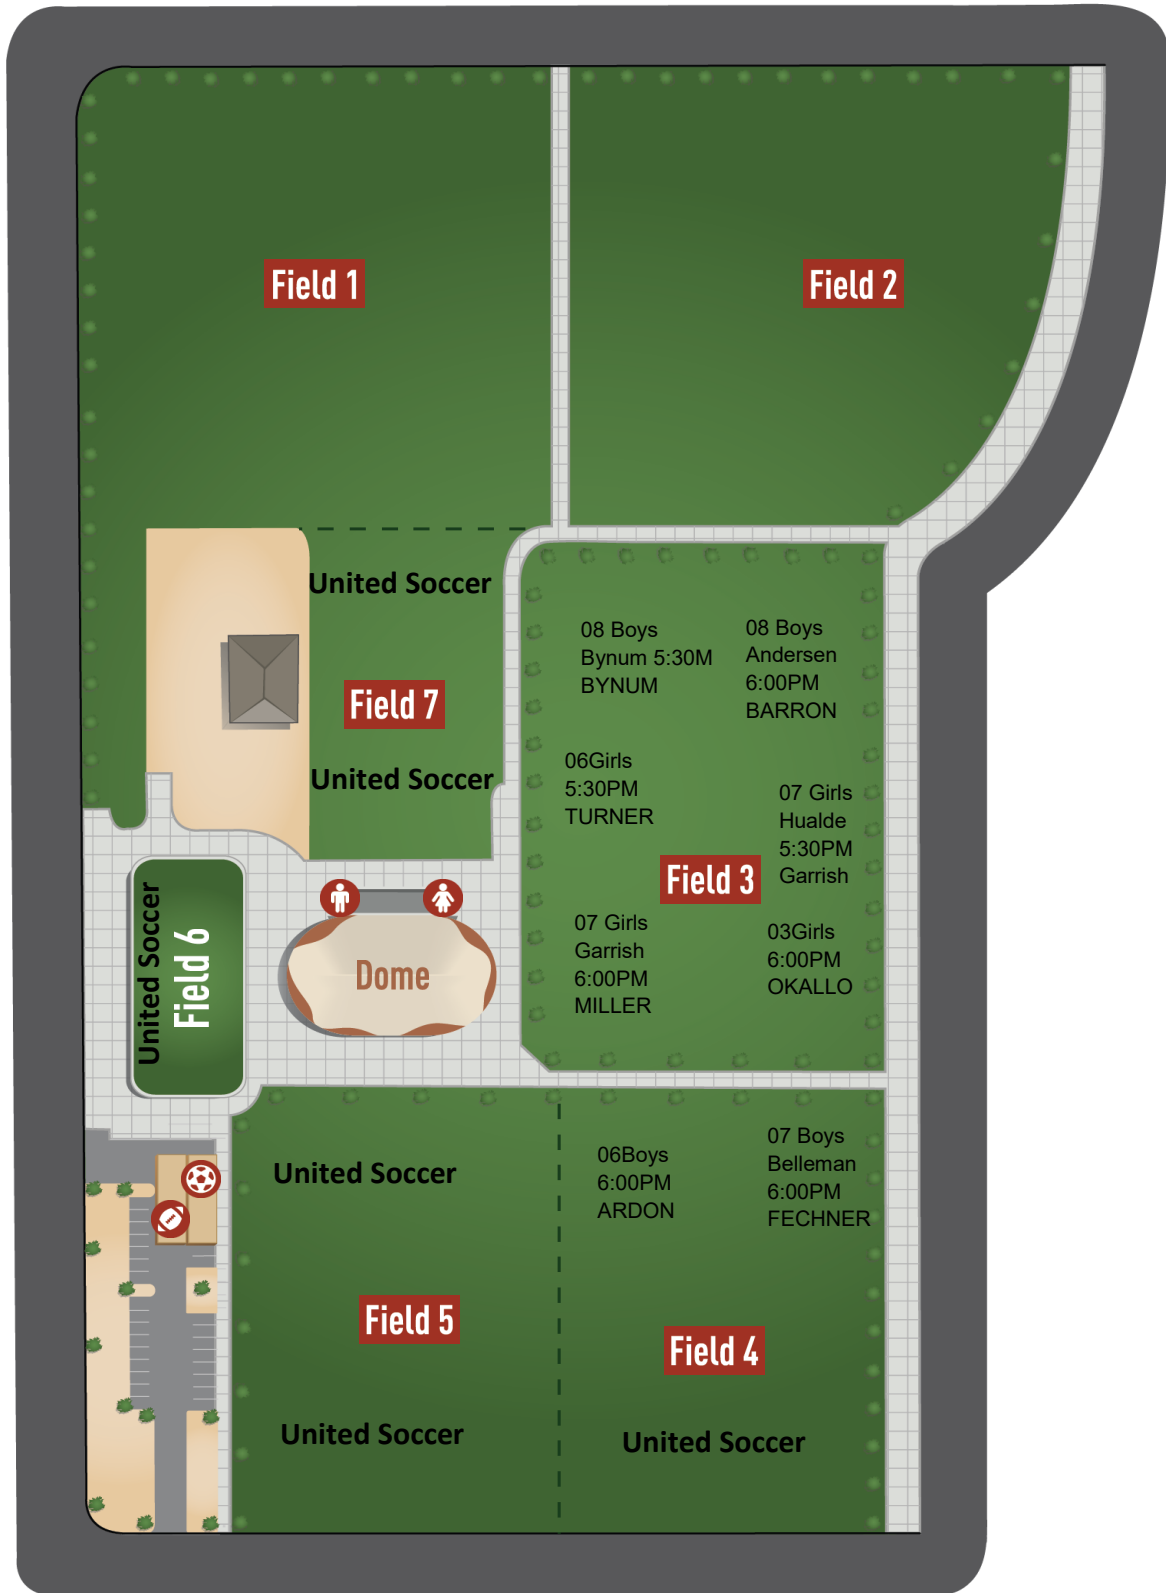 Field 1
Field 2
United Soccer
Field 7
United Soccer
08 Boys
Bynum 5:30M
BYNUM
08 Boys
Andersen
6:00PM
BARRON
06Girls
5:30PM
TURNER
07 Girls
Hualde
5:30PM
Garrish
Field 3
07 Girls
Garrish
6:00PM
MILLER
03Girls
6:00PM
OKALLO
United Soccer
Field 6
Dome
United Soccer
Field 5
United Soccer
06Boys
6:00PM
ARDON
07 Boys
Belleman
6:00PM
FECHNER
Field 4
United Soccer